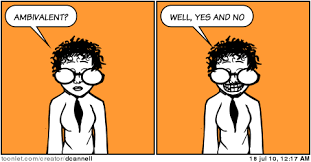 AMBIVALENT?
WELL, YES AND NO
toonlet.com/creator/dcannell
18 jul 10, 12:17 AM